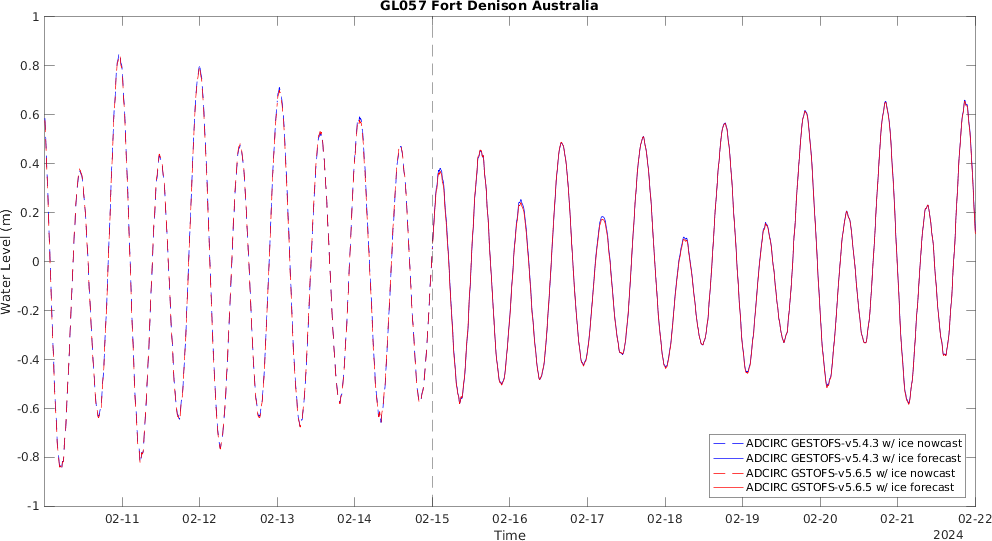 GL057 Fort Denison Australia
1
0.8
0.6
0.4
0.2
0
-0.2
-0.4
-0.6
-0.8
-1
Water Level (m)
ADCIRC GESTOFS-v5.4.3 w/ ice nowcast
ADCIRC GESTOFS-v5.4.3 w/ ice forecast
ADCIRC GSTOFS-v5.6.5 w/ ice nowcast
ADCIRC GSTOFS-v5.6.5 w/ ice forecast
02-11 02-12 02-13 02-14 02-15 02-16 02-17 02-18 02-19 02-20 02-21 02-22
Time
2024